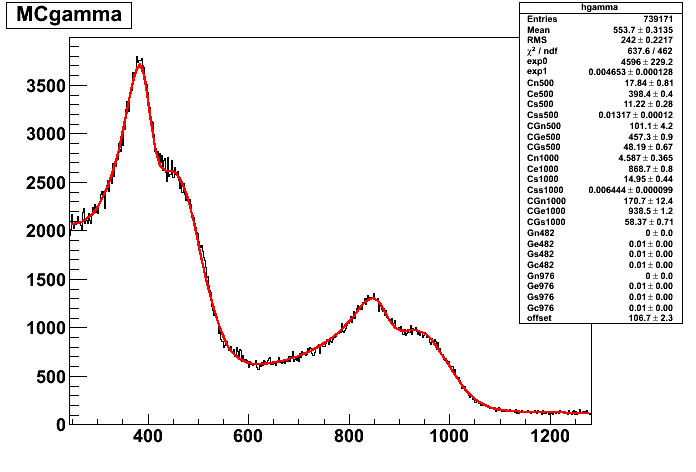 MCgamma
hgamma
Entries 739171
Mean 553.7 ± 0.3135
RMS 242 ± 0.2217
χ² / ndf 637.6 / 462
exp0 4596 ± 229.2
exp1 0.004653 ± 0.000128
Cn500 17.84 ± 0.81
Ce500 398.4 ± 0.4
Cs500 11.22 ± 0.28
Css500 0.01317 ± 0.00012
CGn500 101.1 ± 4.2
CGe500 457.3 ± 0.9
CGs500 48.19 ± 0.67
Cn1000 4.587 ± 0.365
Ce1000 868.7 ± 0.8
Cs1000 14.95 ± 0.44
Css1000 0.006444 ± 0.000099
CGn1000 170.7 ± 12.4
CGe1000 938.5 ± 1.2
CGs1000 58.37 ± 0.71
Gn482 0 ± 0.0
Ge482 0.01 ± 0.00
Gs482 0.01 ± 0.00
Gc482 0.01 ± 0.00
Gn976 0 ± 0.0
Ge976 0.01 ± 0.00
Gs976 0.01 ± 0.00
Gc976 0.01 ± 0.00
offset 106.7 ± 2.3
3500
3000
2500
2000
1500
1000
500
0
400 600 800 1000 1200